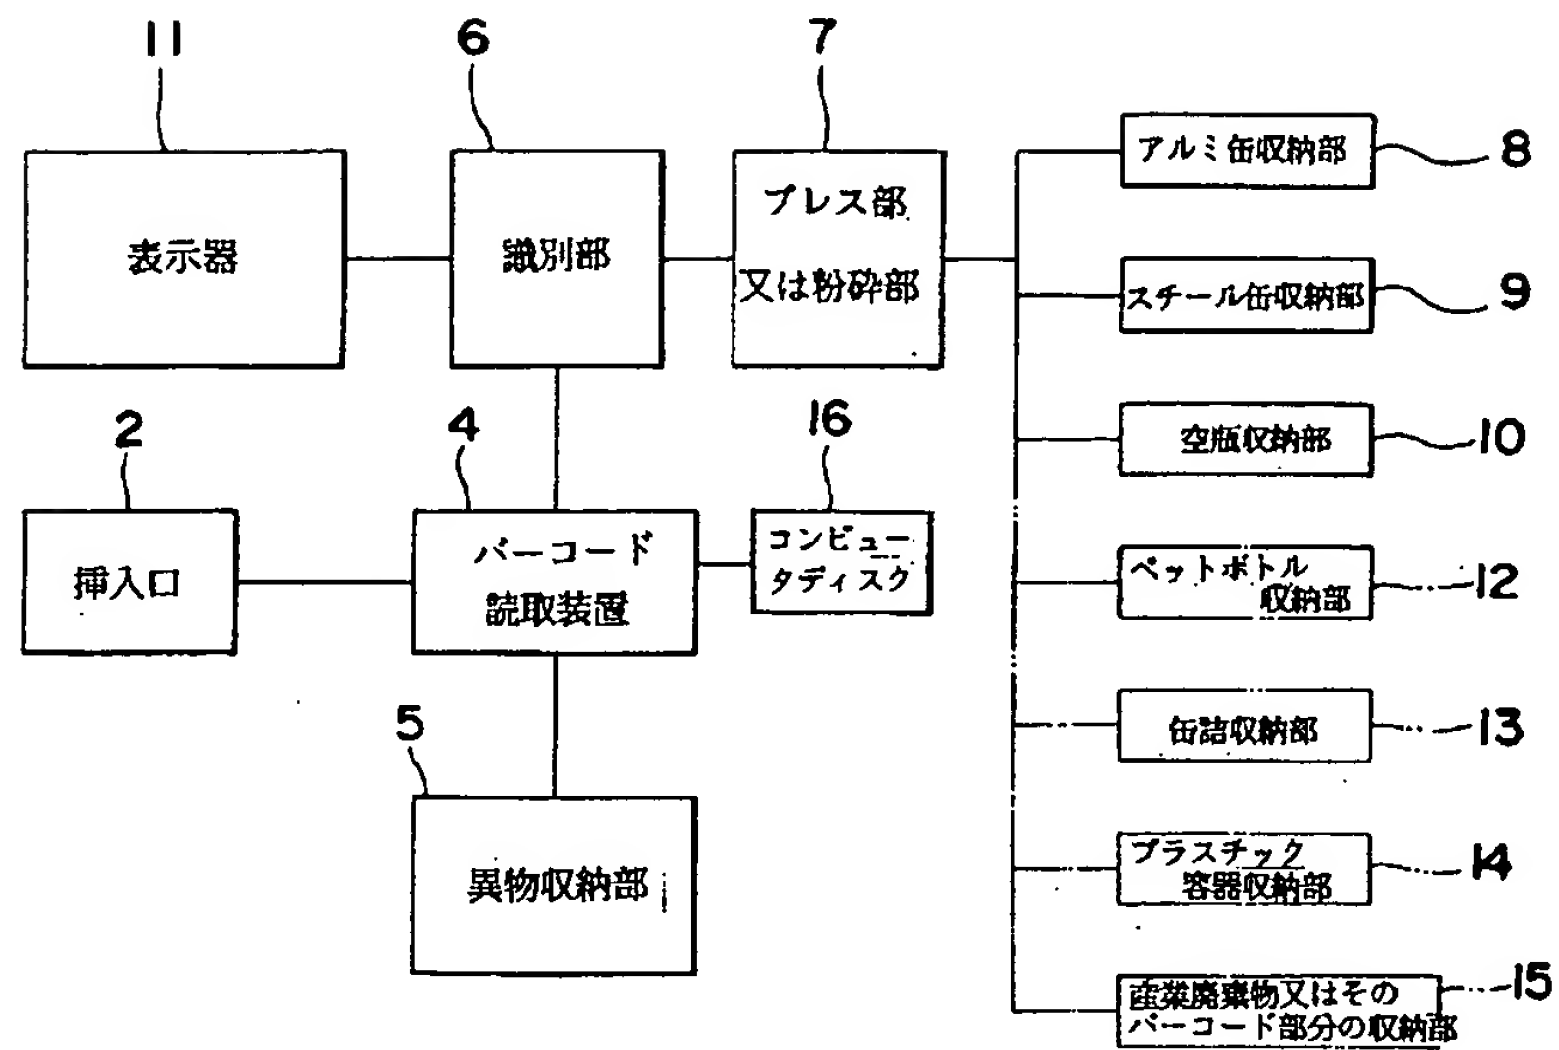 11
6
7
表示器
識別部
プレス部
又は粉砕部
アルミ缶収納部
8
スチール缶収納部
9
空瓶収納部
10
2
4
16
挿入口
バーコード
読取装置
コンピュー
タディスク
ペットボトル
収納部
12
缶詰収納部
13
5
異物収納部
プラスチック
容器収納部
14
産業廃棄物又はその
バーコード部分の収納部
15